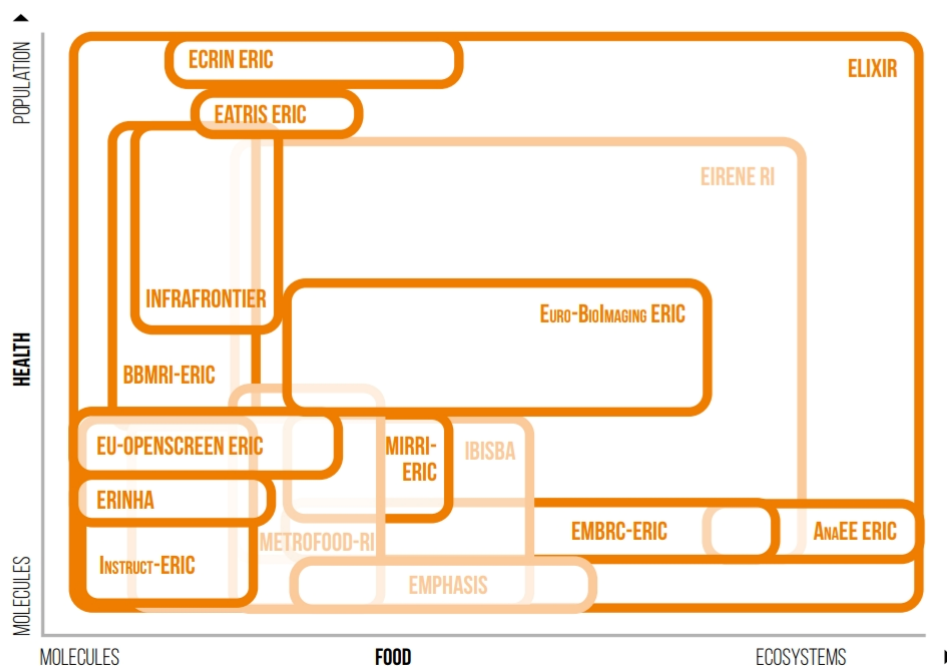 POPULATION
HEALTH
MOLECULES
ECRIN ERIC
ELIXIR
EATRIS ERIC
EIRENE RI
INFRAFRONTIER
EURO-BIOIMAGING ERIC
BBMRI-ERIC
EU-OPENSCREEN ERIC
MIRRI-
ERIC
IBISBA
ERINHA
METROFOOD-RI
EMBRC-ERIC
ANAEE ERIC
INSTRUCT-ERIC
EMPHASIS
MOLECULES
FOOD
ECOSYSTEMS